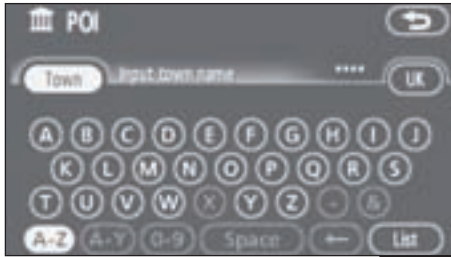 POI
Town Input town name **** UK
A B C D E F G H I J
K L M N O P Q R S
T U V W X Y Z - &
A-Z À-Ý 0-9 Space ← List